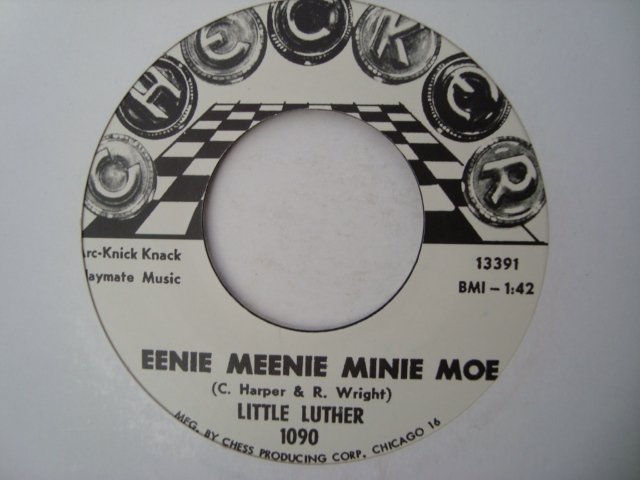 CHECKER
rc-Knick Knack
aymate Music
13391
BMI – 1:42
EENIE MEENIE MINIE MOE
(C. Harper & R. Wright)
LITTLE LUTHER
1090
MFG. BY CHESS PRODUCING CORP. CHICAGO 16